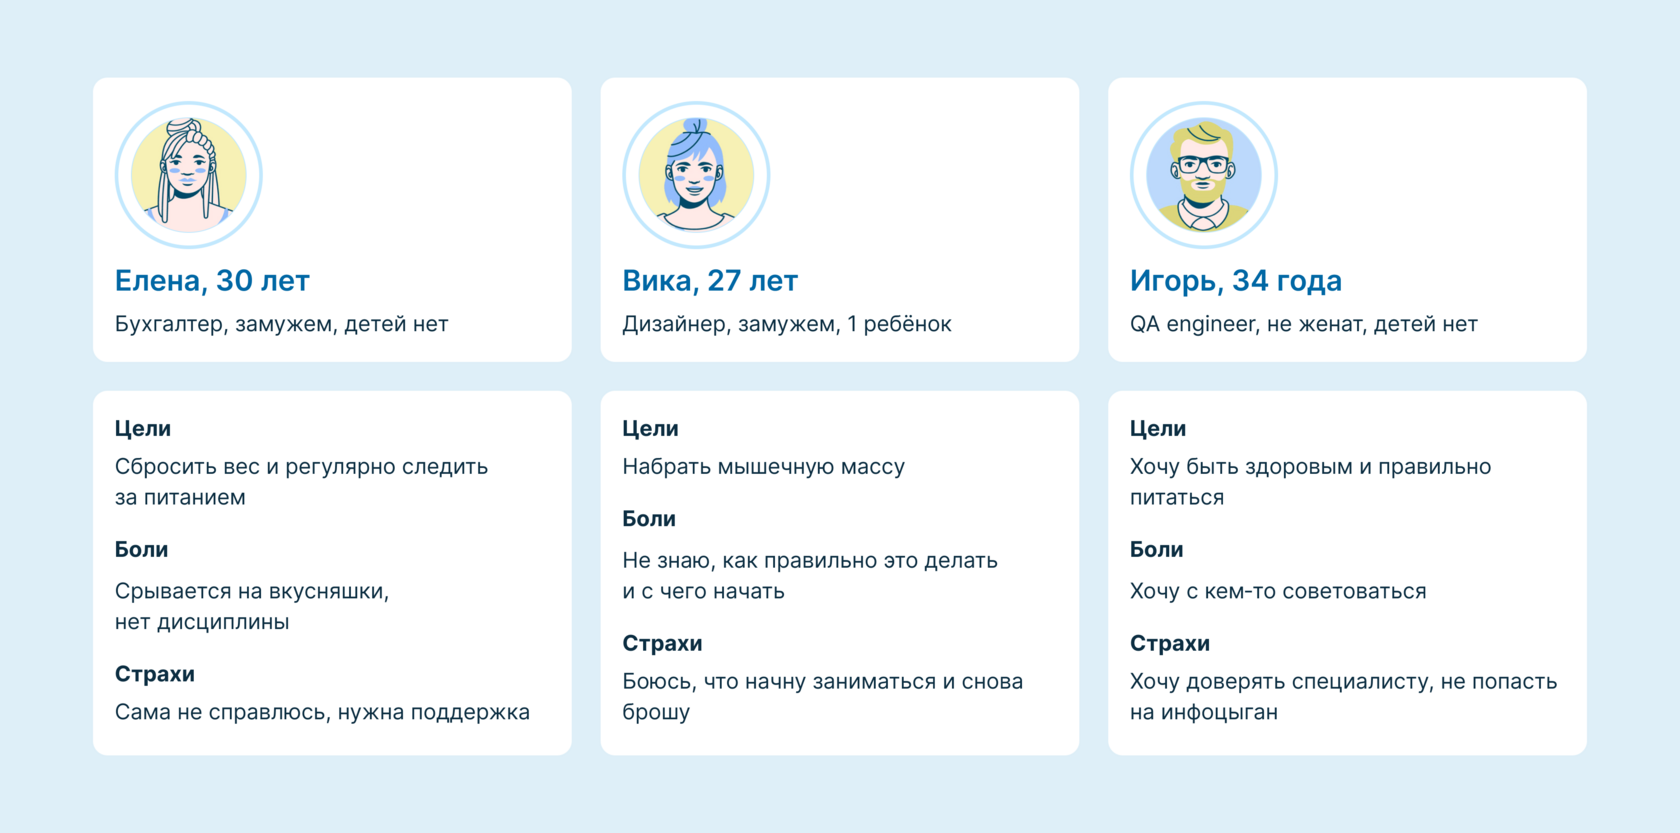 Елена, 30 лет
Бухгалтер, замужем, детей нет
Цели
Сбросить вес и регулярно следить
за питанием
Боли
Срывается на вкусняшки,
нет дисциплины
Страхи
Сама не справлюсь, нужна поддержка
Вика, 27 лет
Дизайнер, замужем, 1 ребёнок
Цели
Набрать мышечную массу
Боли
Не знаю, как правильно это делать
и с чего начать
Страхи
Боюсь, что начну заниматься и снова
брошу
Игорь, 34 года
QA engineer, не женат, детей нет
Цели
Хочу быть здоровым и правильно
питаться
Боли
Хочу с кем-то советоваться
Страхи
Хочу доверять специалисту, не попасть
на инфоцыган